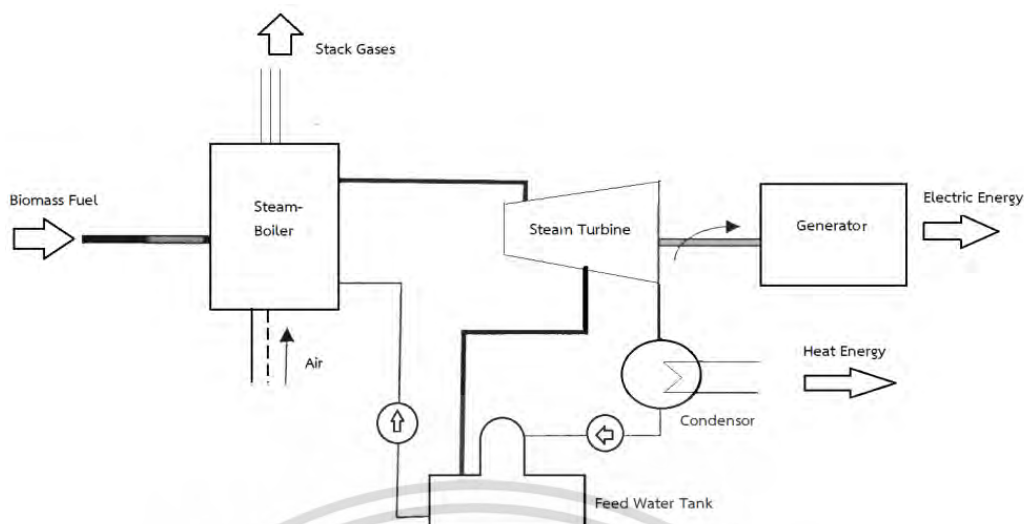 Stack Gases
Biomass Fuel
Steam-
Boiler
Steam Turbine
Generator
Electric Energy
Air
Heat Energy
Condensor
Feed Water Tank